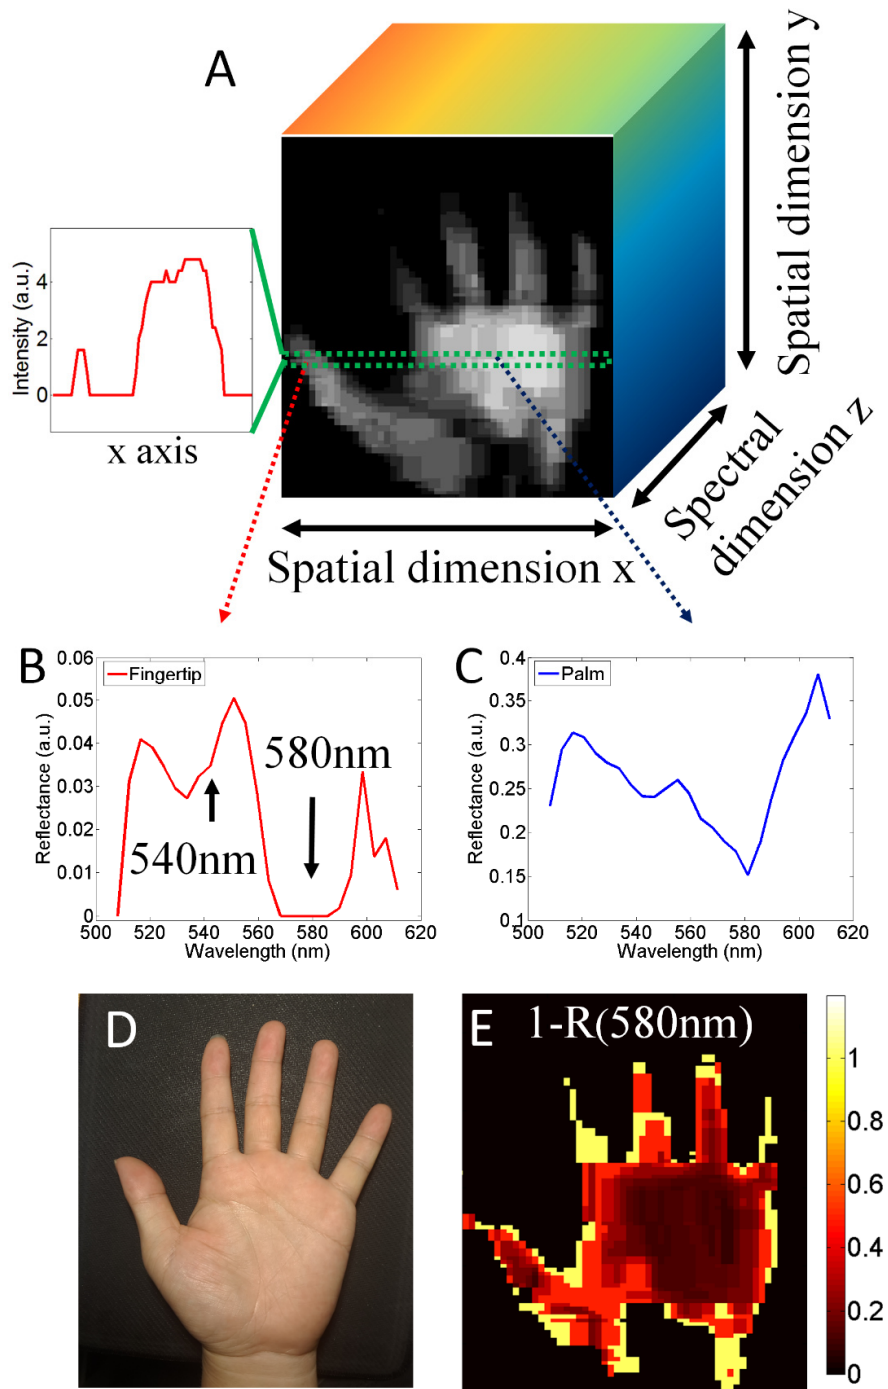 A
Spatial dimension y
Intensity (a.u.)
4
2
0
x axis
Spectral
dimension z
Spatial dimension x
B
0.06
0.05
0.04
0.03
0.02
0.01
0
Reflectance (a.u.)
Fingertip
580nm
540nm
500 520 540 560 580 600 620
Wavelength (nm)
C
0.4
0.35
0.3
0.25
0.2
0.15
0.1
Reflectance (a.u.)
Palm
500 520 540 560 580 600 620
Wavelength (nm)
D
E 1-R(580nm)
1
0.8
0.6
0.4
0.2
0